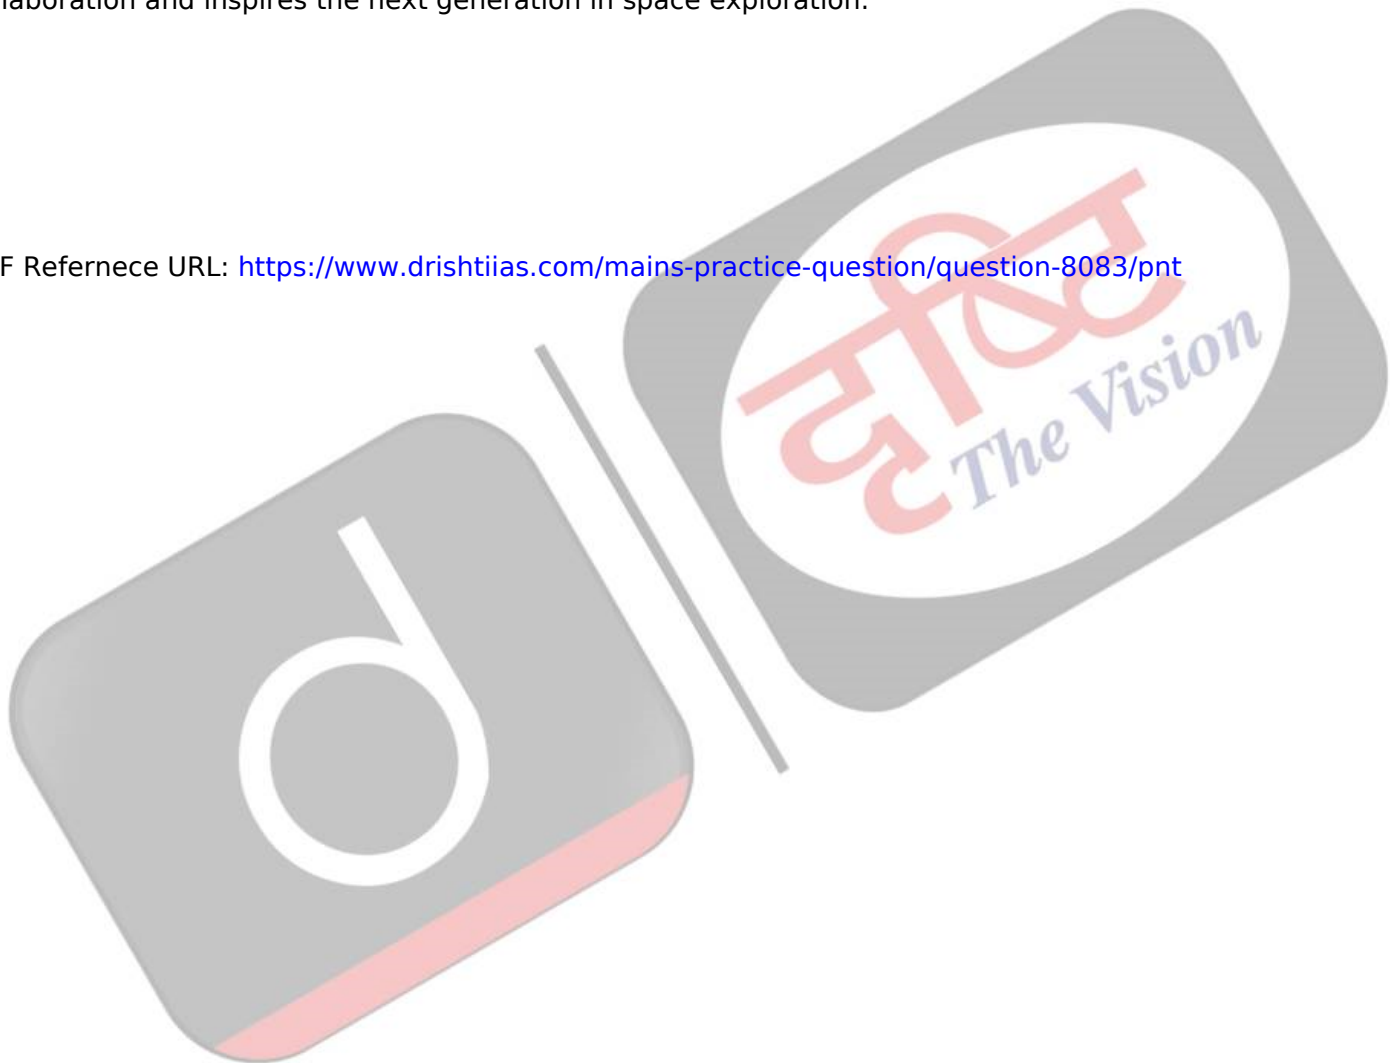 laboration and inspires the next generation in space exploration.
F Refernece URL: https://www.drishtiias.com/mains-practice-question/question-8083/pnt
दृष्टि
The Vision
d